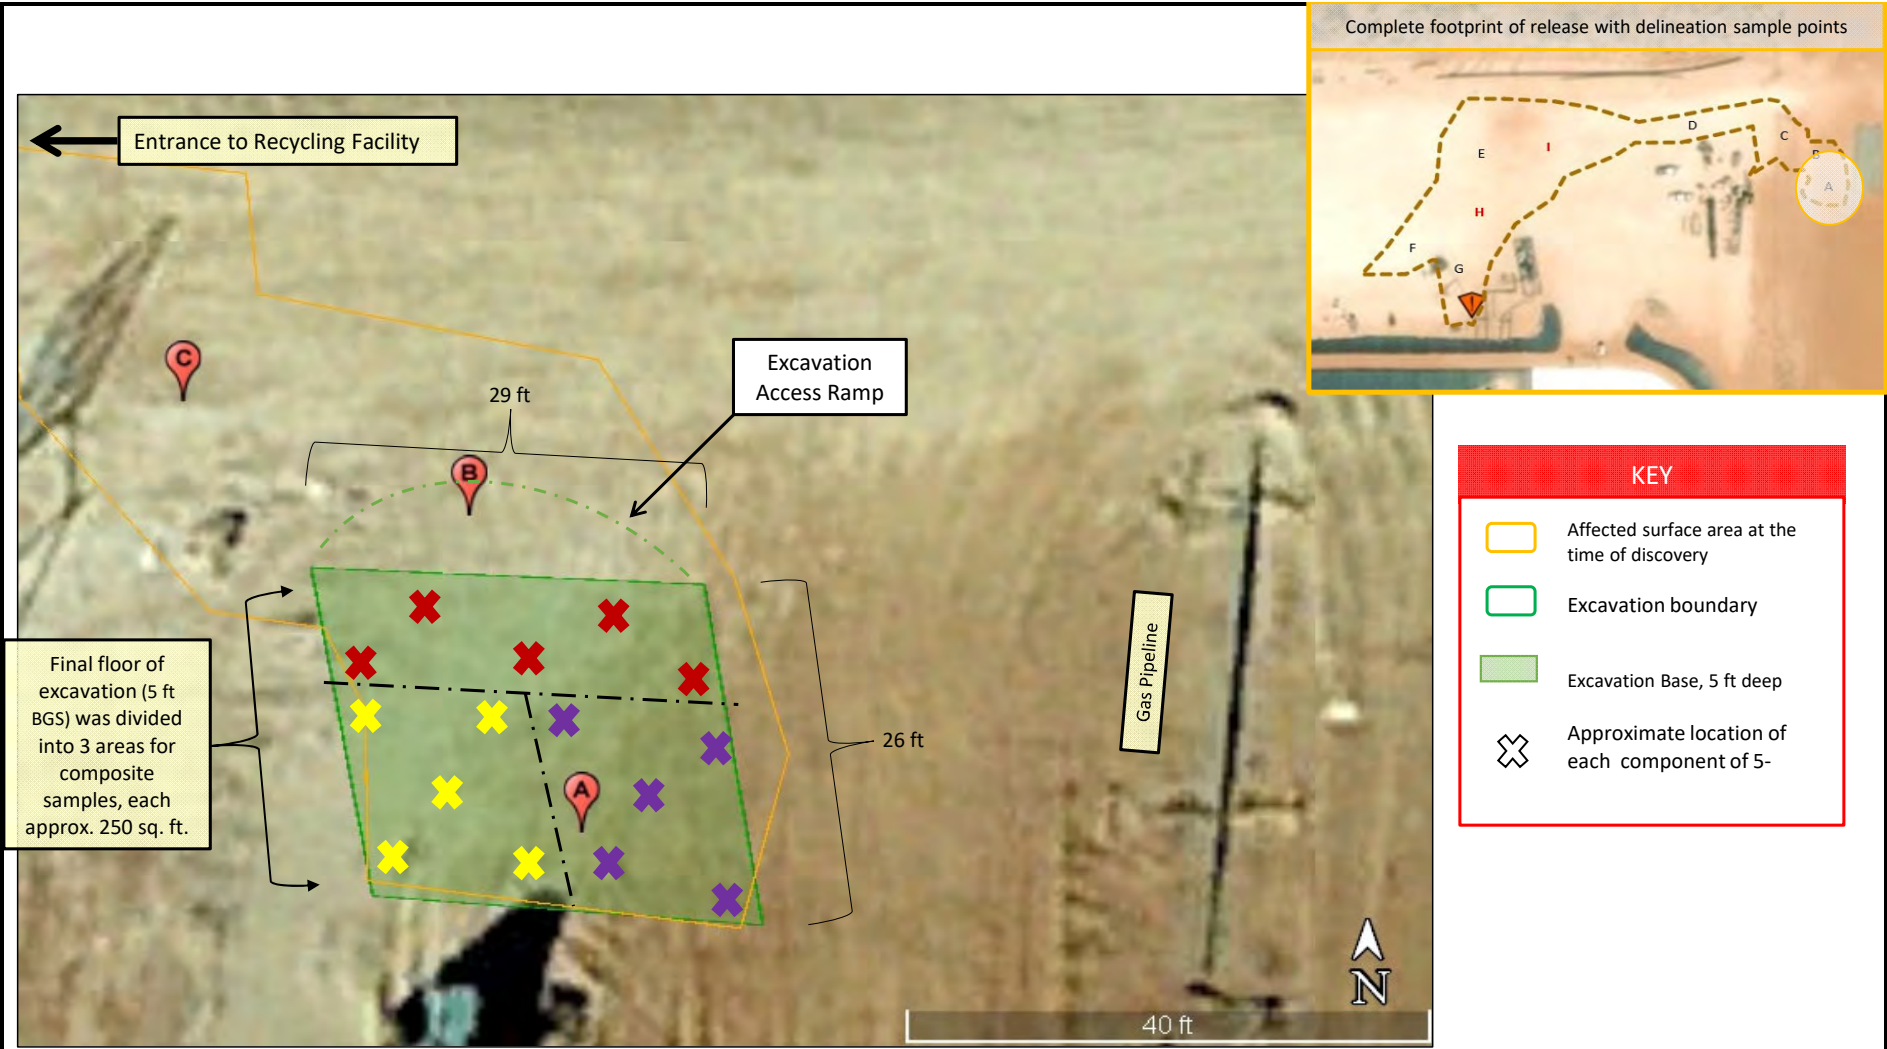 Complete footprint of release with delineation sample points
D
C
E
I
B
A
H
F
G
!
Entrance to Recycling Facility
C
29 ft
Excavation
Access Ramp
B
KEY
Affected surface area at the
time of discovery
Excavation boundary
Excavation Base, 5 ft deep
Approximate location of
each component of 5-
Final floor of
excavation (5 ft
BGS) was divided
into 3 areas for
composite
samples, each
approx. 250 sq. ft.
A
26 ft
Gas Pipeline
N
40 ft